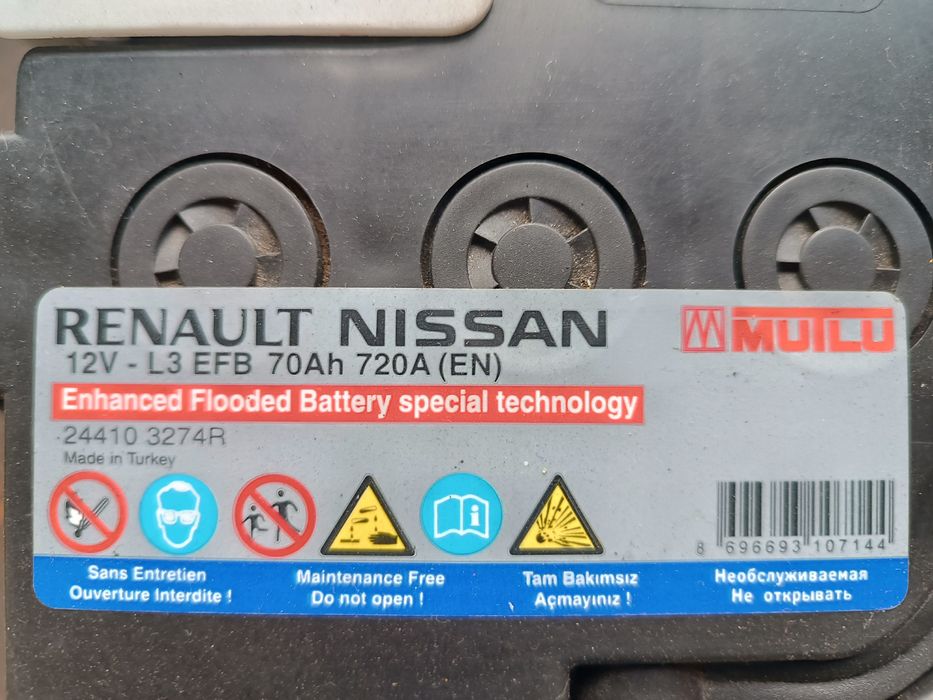 RENAULT NISSAN
MUTLU
12V - L3 EFB 70Ah 720A (EN)
Enhanced Flooded Battery special technology
24410 3274R
Made in Turkey
8 696693 107144
Sans Entretien
Ouverture Interdite !
Maintenance Free
Do not open !
Tam Bakımsız
Açmayınız !
Необслуживаемая
Не открывать